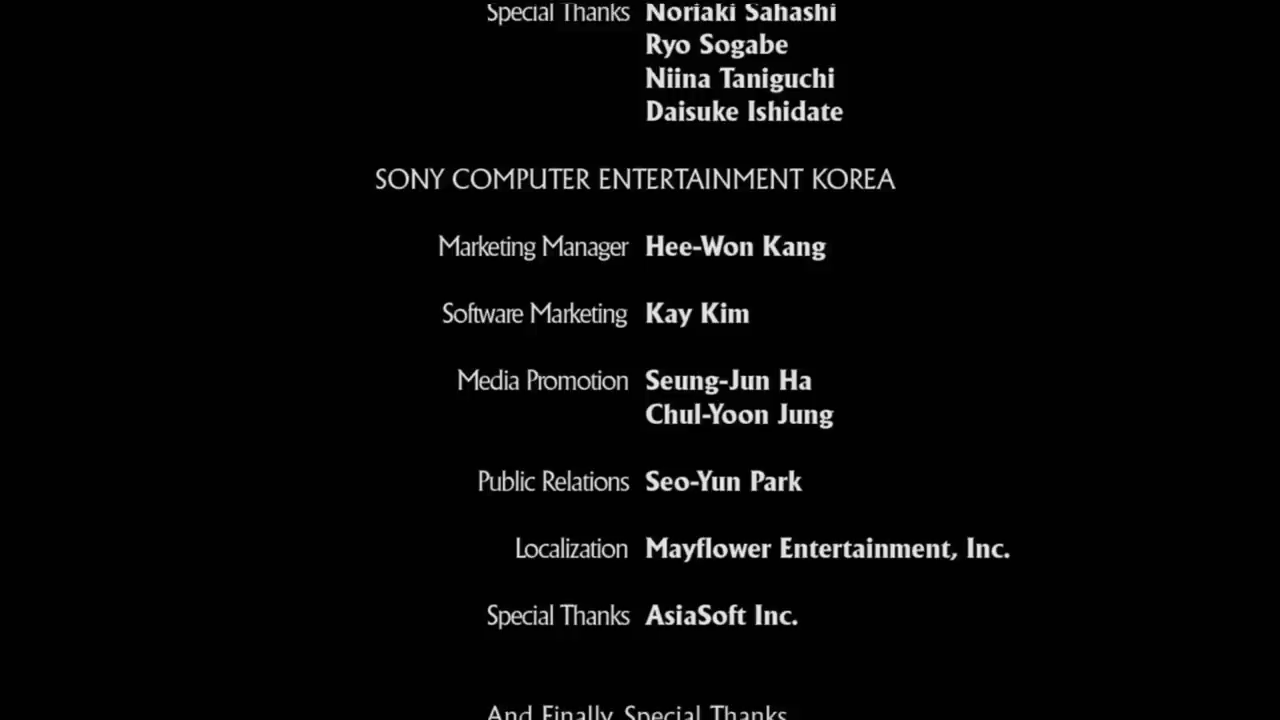 Special Thanks Noriaki Sahashi
Ryo Sogabe
Niina Taniguchi
Daisuke Ishidate
SONY COMPUTER ENTERTAINMENT KOREA
Marketing Manager Hee-Won Kang
Software Marketing Kay Kim
Media Promotion Seung-Jun Ha
Chul-Yoon Jung
Public Relations Seo-Yun Park
Localization Mayflower Entertainment, Inc.
Special Thanks AsiaSoft Inc.
And Finally, Special Thanks